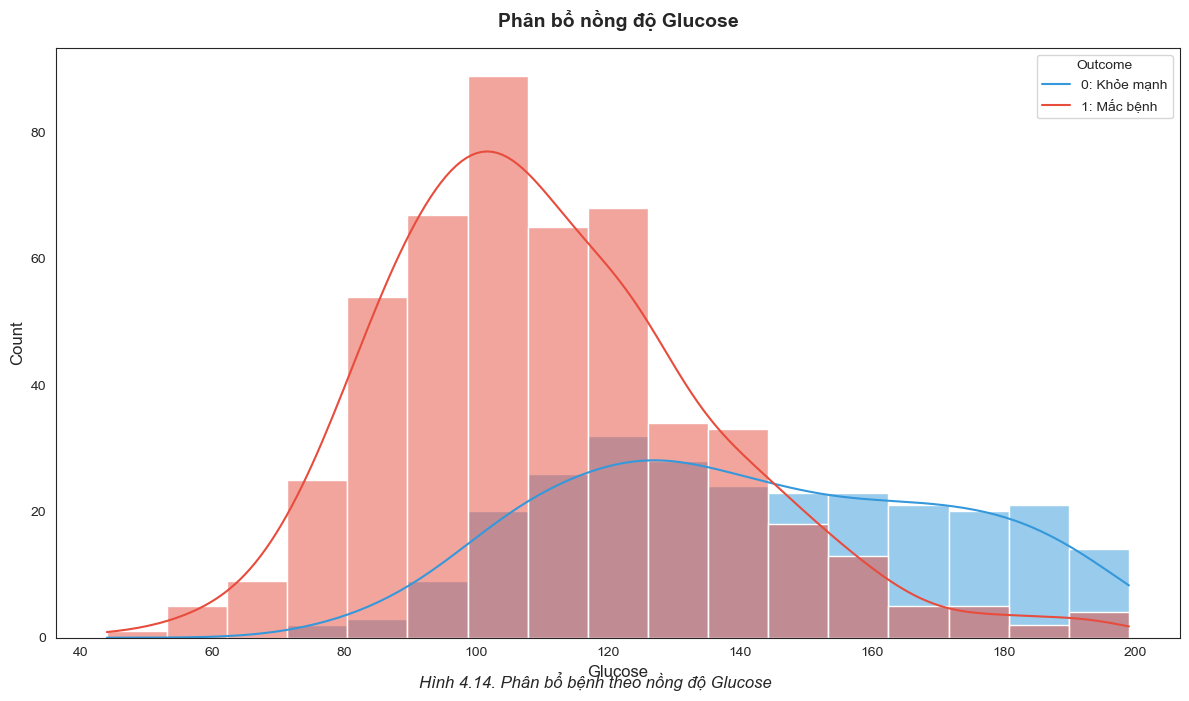 Phân bổ nồng độ Glucose
Outcome
0: Khỏe mạnh
1: Mắc bệnh
Count
80
60
40
20
0
40 60 80 100 120 140 160 180 200
Glucose
Hình 4.14. Phân bổ bệnh theo nồng độ Glucose